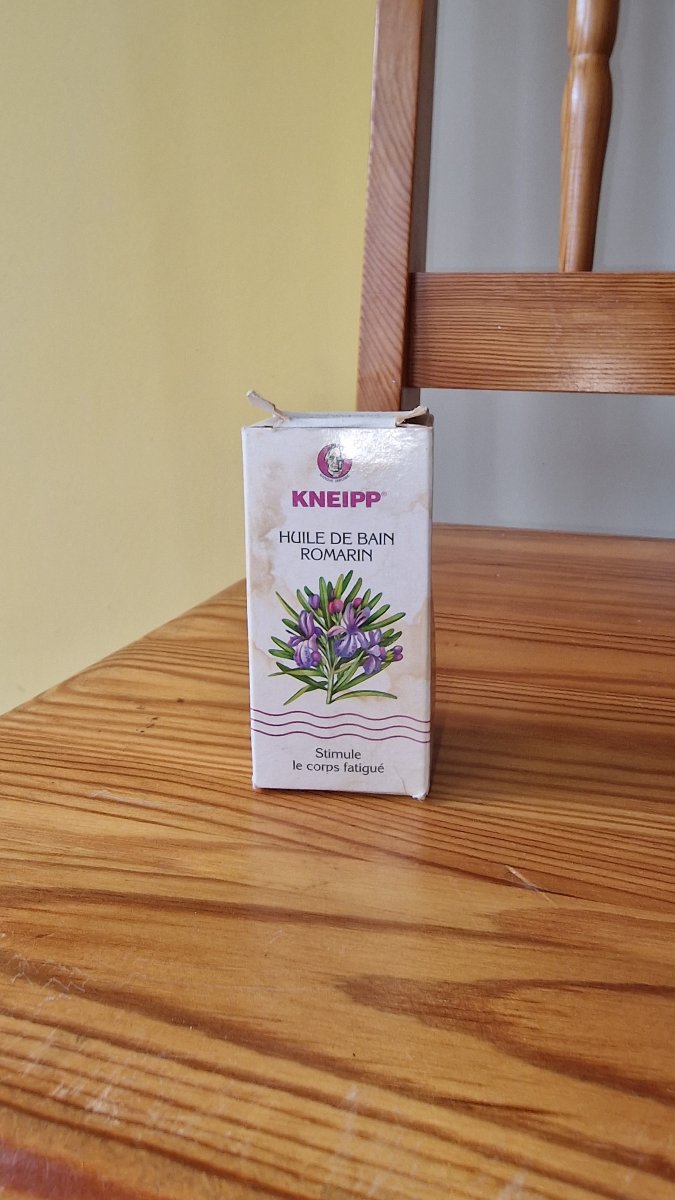 KNEIPP®
HUILE DE BAIN
ROMARIN
Stimule
le corps fatigué